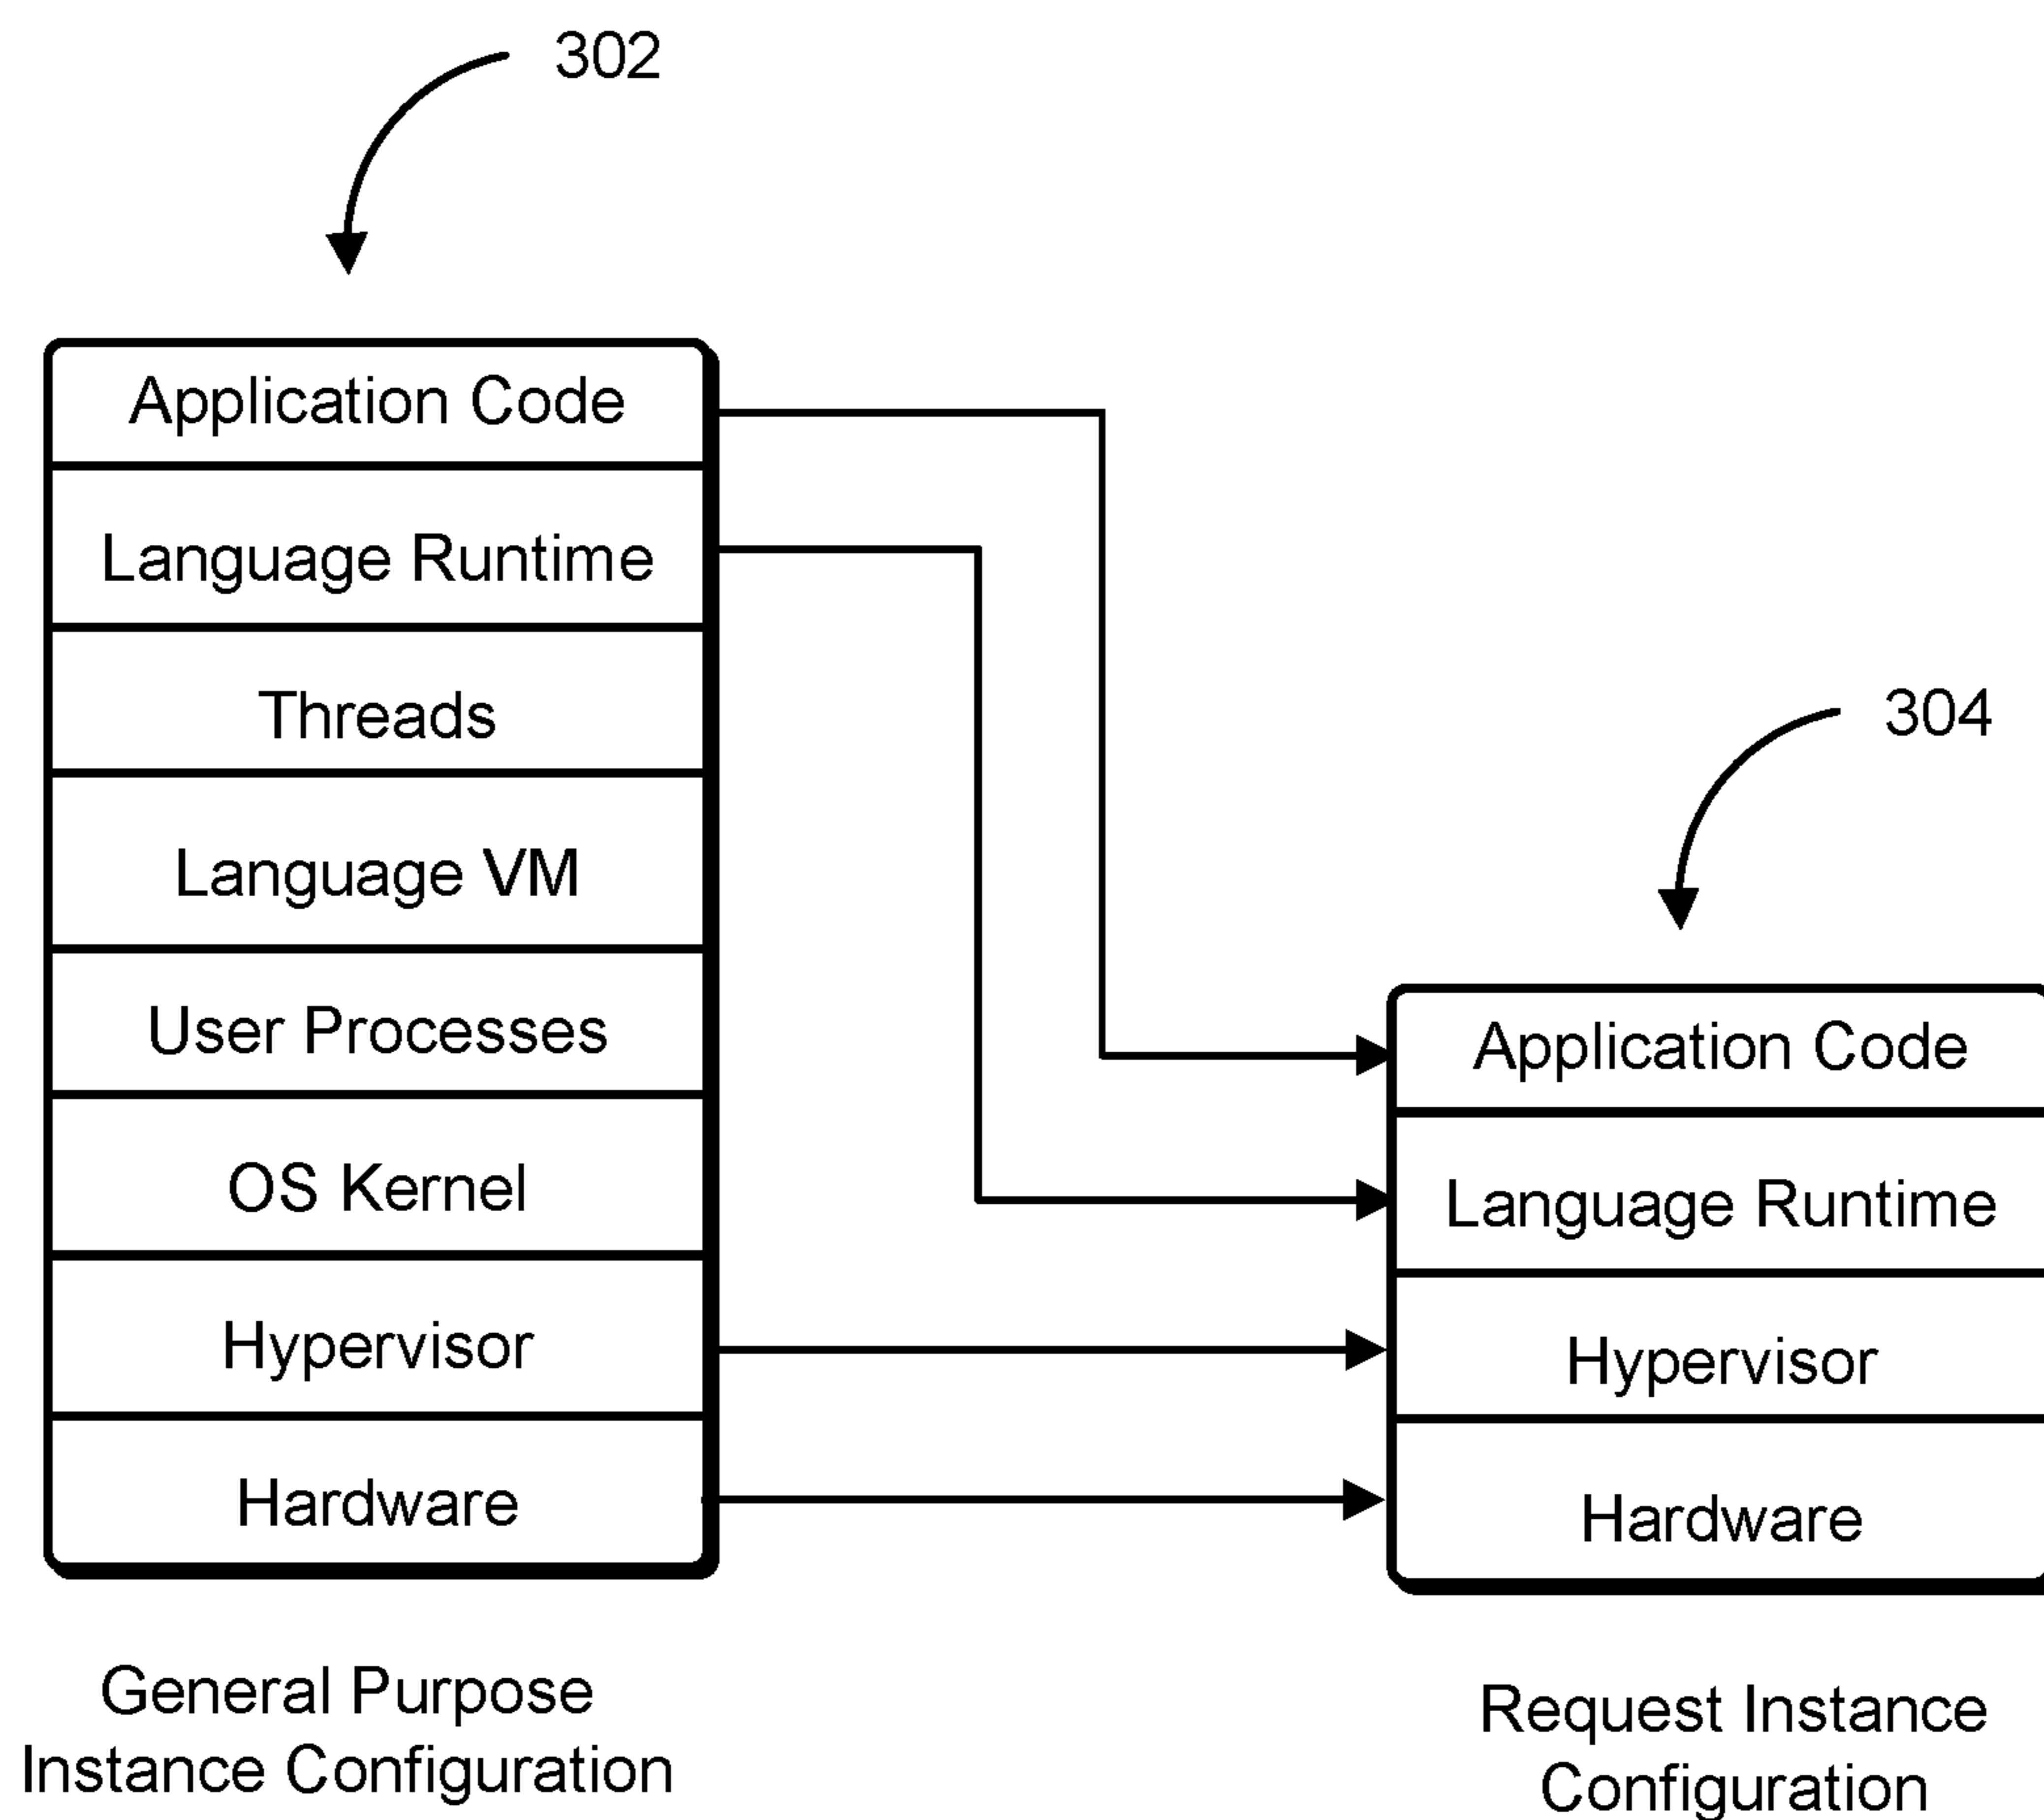 302
Application Code
Language Runtime
Threads
Language VM
User Processes
OS Kernel
Hypervisor
Hardware
General Purpose
Instance Configuration
304
Application Code
Language Runtime
Hypervisor
Hardware
Request Instance
Configuration